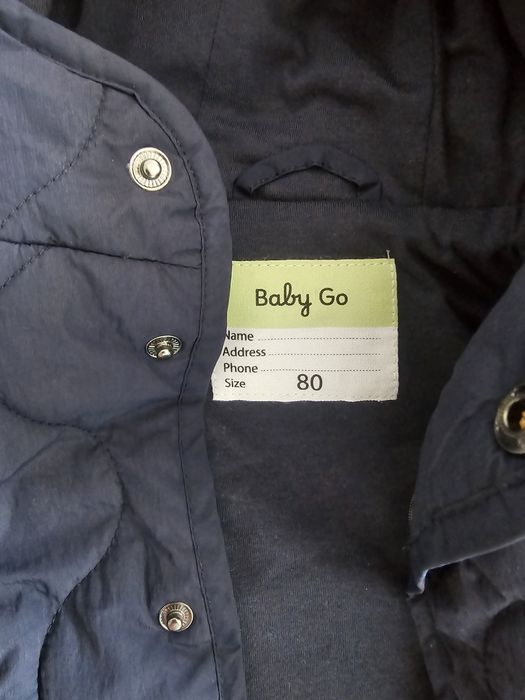 Baby Go
Name
Address
Phone
Size 80